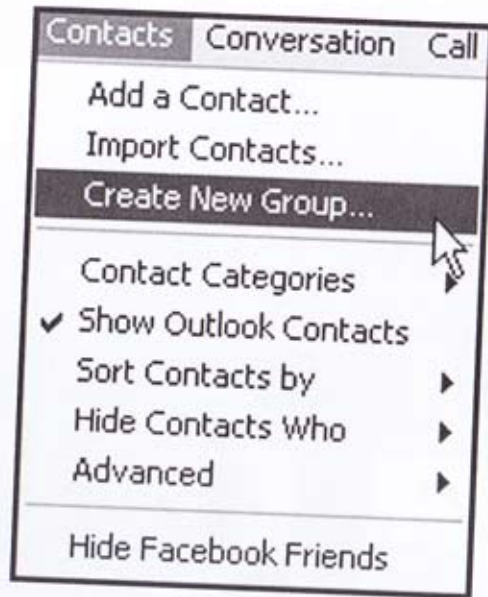 Contacts Conversation Call
Add a Contact...
Import Contacts...
Create New Group...
Contact Categories
Show Outlook Contacts
Sort Contacts by
Hide Contacts Who
Advanced
Hide Facebook Friends